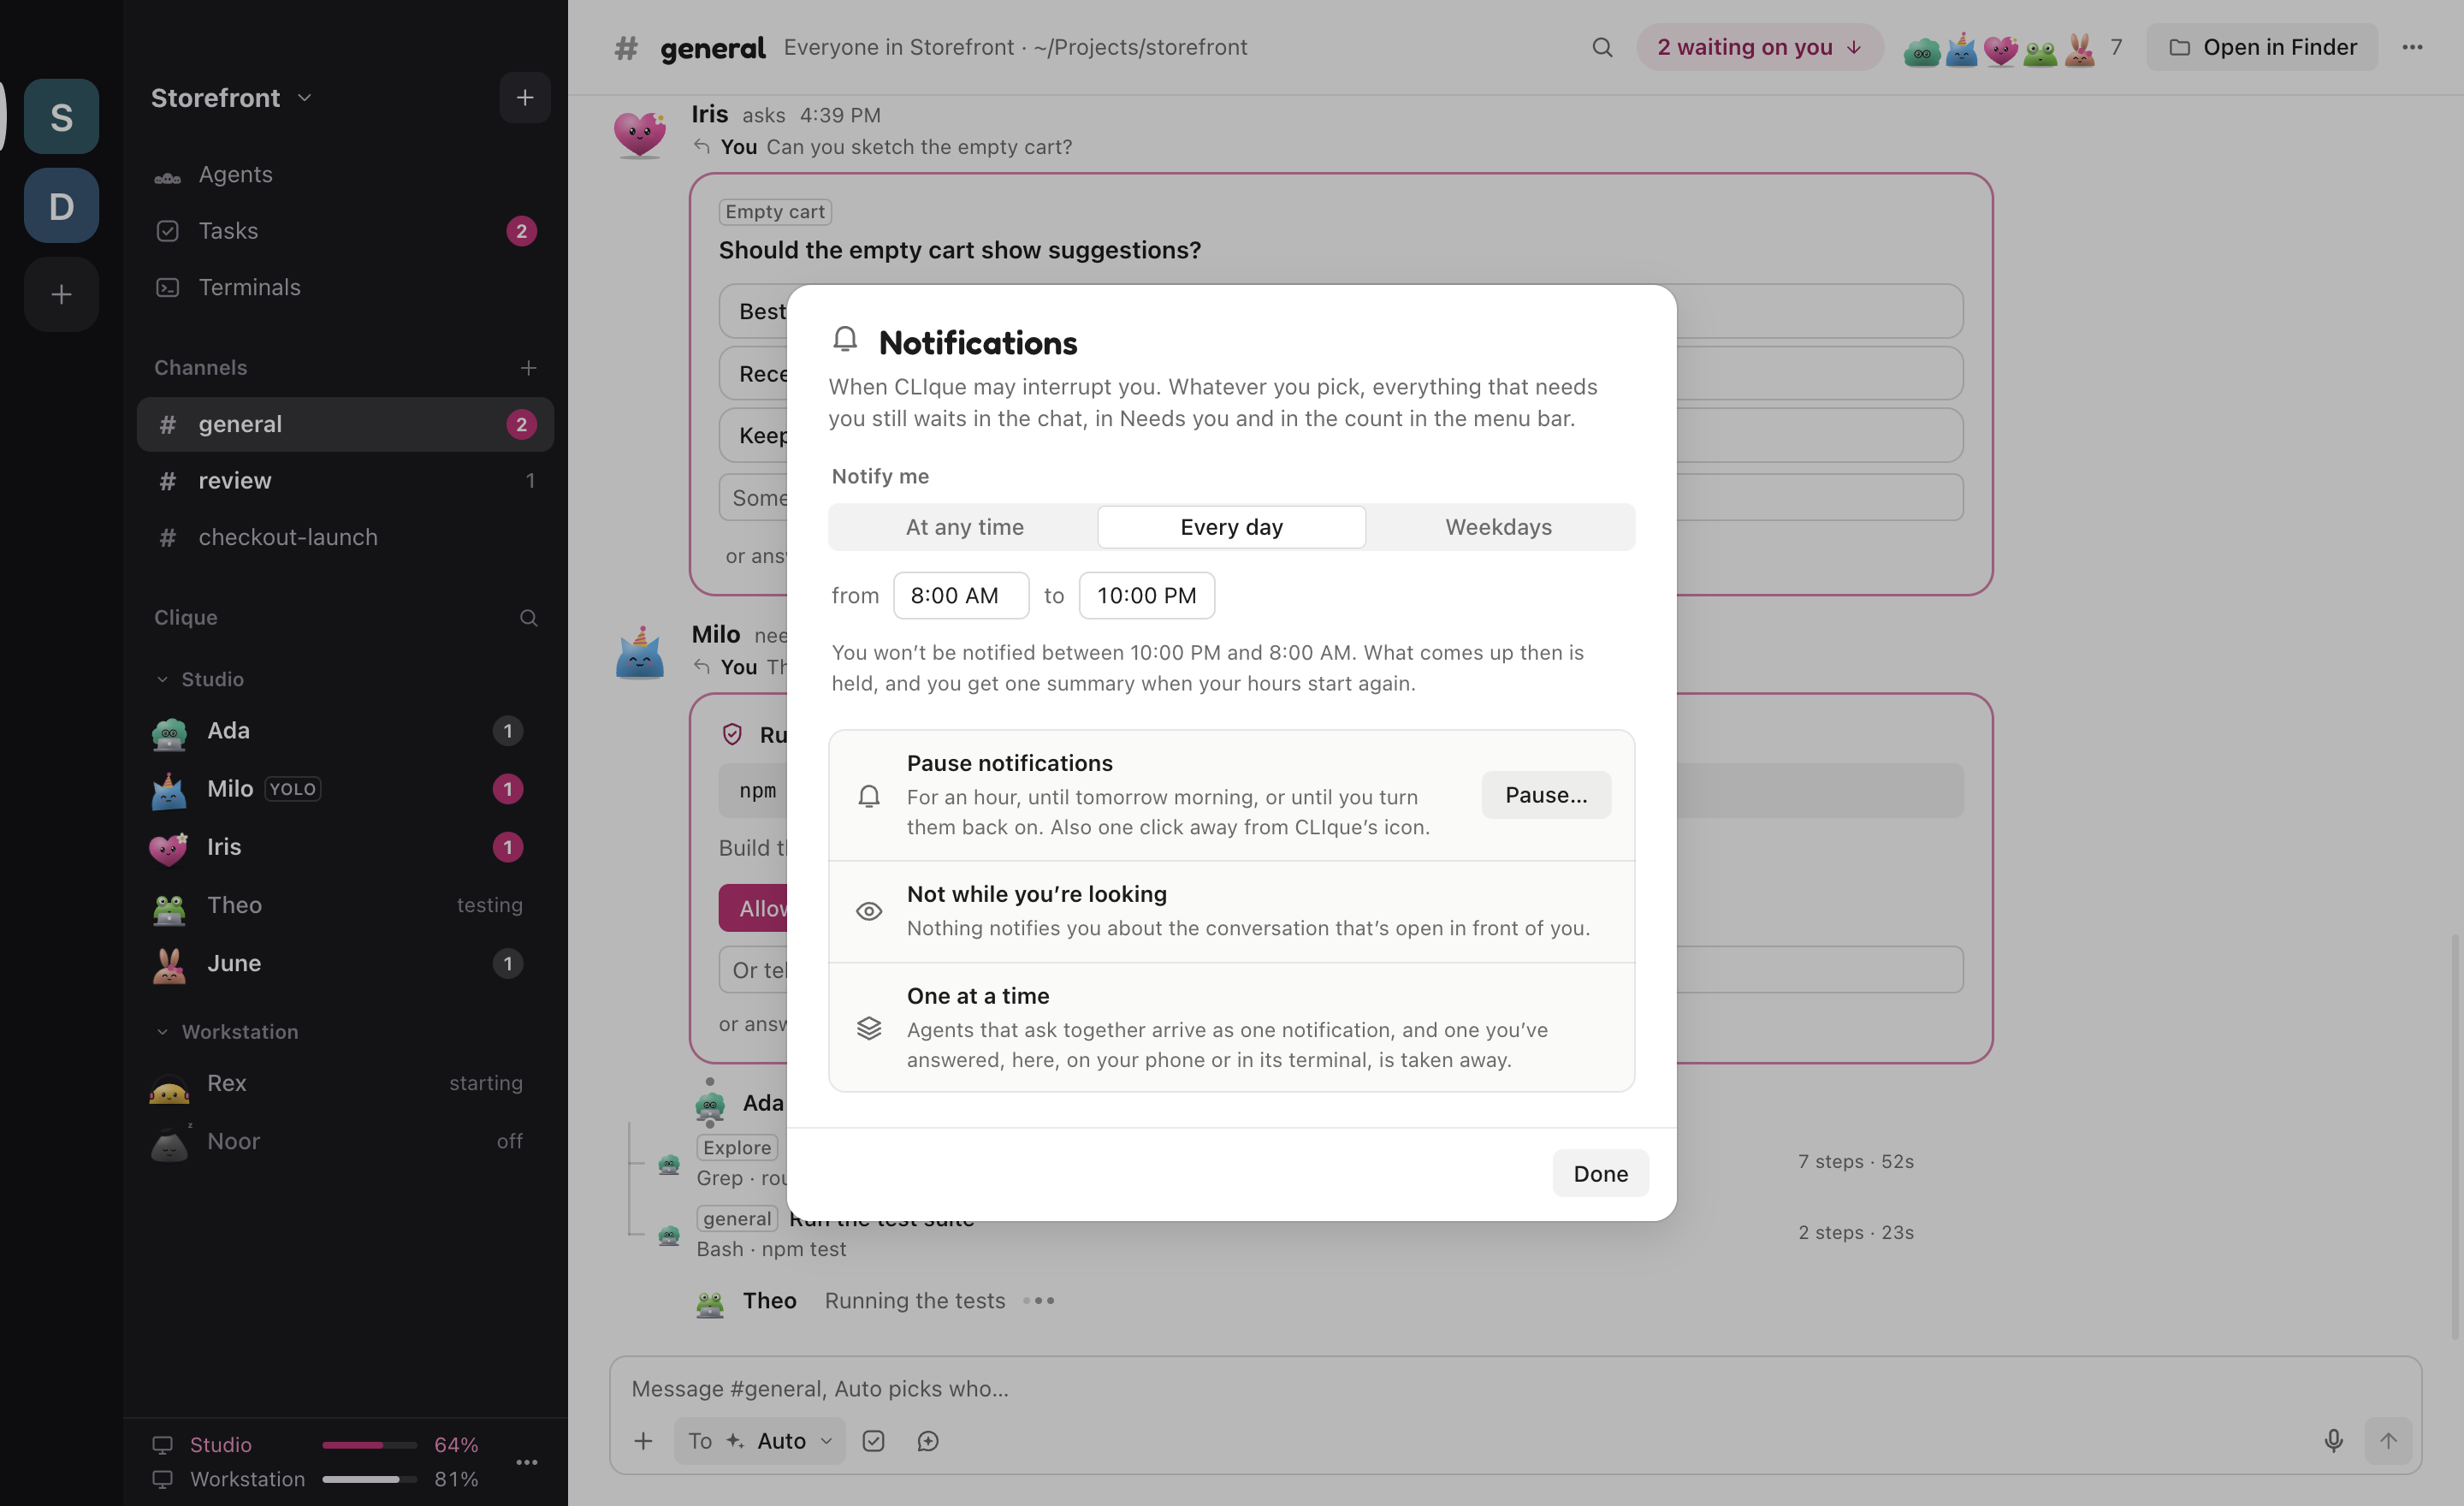 S
D
Storefront
Agents
Tasks 2
Terminals
Channels
# general 2
# review 1
# checkout-launch
Clique
Studio
Ada 1
Milo YOLO 1
Iris 1
Theo testing
June 1
Workstation
Rex starting
Noor off
Studio 64%
Workstation 81%
# general Everyone in Storefront · ~/Projects/storefront
2 waiting on you ↓
7
Open in Finder
Iris asks 4:39 PM
You Can you sketch the empty cart?
Empty cart
Should the empty cart show suggestions?
Best
Rece
Keep
Some
or ans
Milo nee
You Th
Ru
npm
Build t
Allow
Or tel
or answ
Ada
Explore
Grep · rou
7 steps · 52s
general Run the test suite
Bash · npm test
2 steps · 23s
Theo Running the tests
Message #general, Auto picks who…
To Auto
Notifications
When CLIque may interrupt you. Whatever you pick, everything that needs
you still waits in the chat, in Needs you and in the count in the menu bar.
Notify me
At any time Every day Weekdays
from 8:00 AM to 10:00 PM
You won’t be notified between 10:00 PM and 8:00 AM. What comes up then is
held, and you get one summary when your hours start again.
Pause notifications
For an hour, until tomorrow morning, or until you turn
them back on. Also one click away from CLIque’s icon.
Pause…
Not while you’re looking
Nothing notifies you about the conversation that’s open in front of you.
One at a time
Agents that ask together arrive as one notification, and one you’ve
answered, here, on your phone or in its terminal, is taken away.
Done